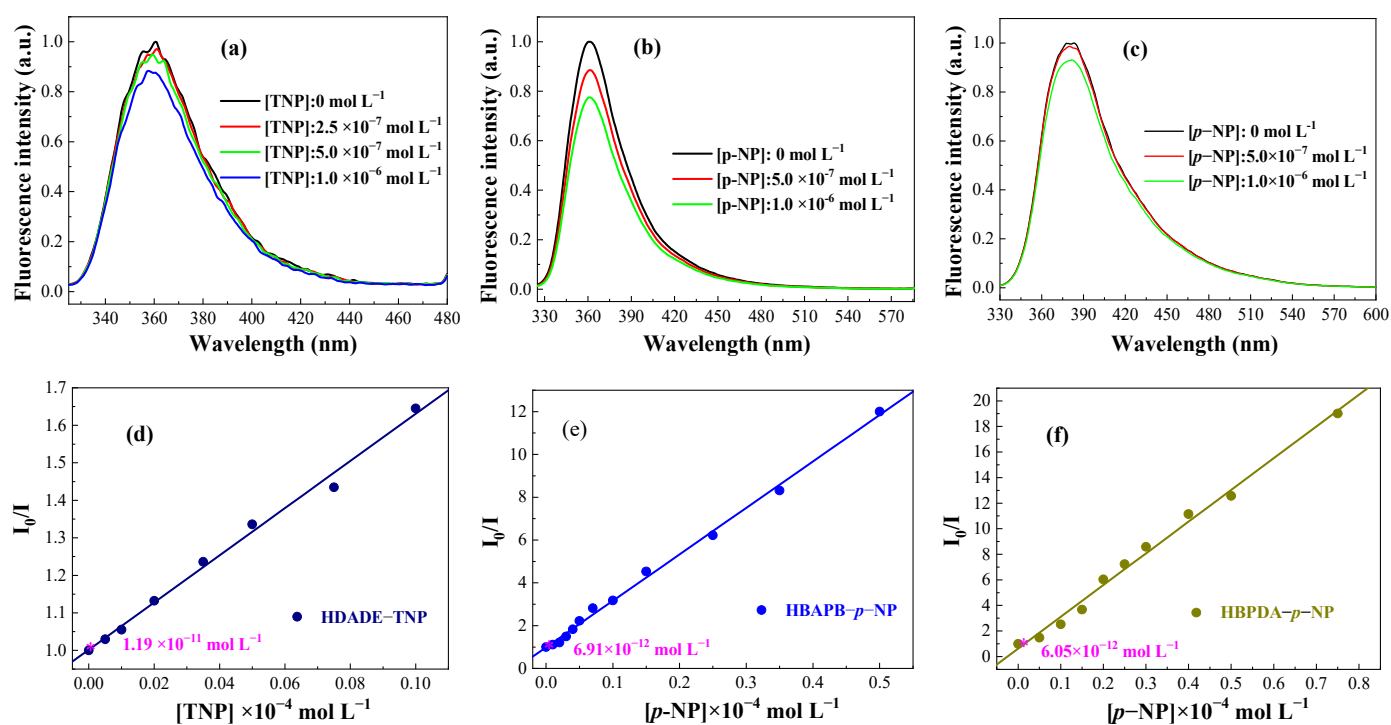 (a)
[TNP]:0 mol L⁻¹
[TNP]:2.5 ×10⁻⁷ mol L⁻¹
[TNP]:5.0 ×10⁻⁷ mol L⁻¹
[TNP]:1.0 ×10⁻⁶ mol L⁻¹
Fluorescence intensity (a.u.)
1.0
0.8
0.6
0.4
0.2
0.0
340 360 380 400 420 440 460 480
Wavelength (nm)
(b)
[p-NP]: 0 mol L⁻¹
[p-NP]:5.0 ×10⁻⁷ mol L⁻¹
[p-NP]:1.0 ×10⁻⁶ mol L⁻¹
Fluorescence intensity (a.u.)
1.0
0.8
0.6
0.4
0.2
0.0
330 360 390 420 450 480 510 540 570
Wavelength (nm)
(c)
[p−NP]: 0 mol L⁻¹
[p−NP]:5.0×10⁻⁷ mol L⁻¹
[p−NP]:1.0×10⁻⁶ mol L⁻¹
Fluorescence intensity (a.u.)
1.0
0.8
0.6
0.4
0.2
0.0
330 360 390 420 450 480 510 540 570 600
Wavelength (nm)
(d)
HDADE−TNP
1.19 ×10⁻¹¹ mol L⁻¹
I₀/I
1.7
1.6
1.5
1.4
1.3
1.2
1.1
1.0
0.00 0.02 0.04 0.06 0.08 0.10
[TNP] ×10⁻⁴ mol L⁻¹
(e)
HBAPB−p−NP
6.91×10⁻¹² mol L⁻¹
I₀/I
12
10
8
6
4
2
0
0.0 0.1 0.2 0.3 0.4 0.5
[p-NP]×10⁻⁴ mol L⁻¹
(f)
HBPDA−p−NP
6.05×10⁻¹² mol L⁻¹
I₀/I
20
18
16
14
12
10
8
6
4
2
0
0.0 0.1 0.2 0.3 0.4 0.5 0.6 0.7 0.8
[p−NP]×10⁻⁴ mol L⁻¹